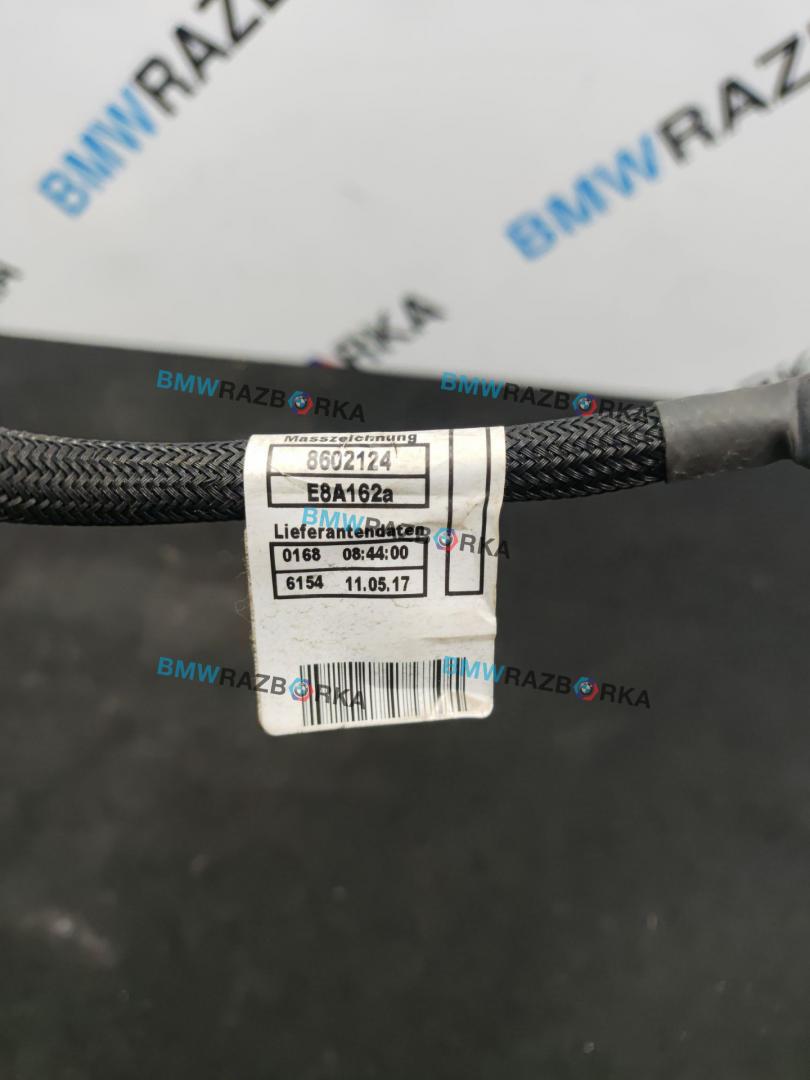 BMWRAZ
BMWRAZ
RKA
BMWRAZBORKA
BMWRAZBORKA
Masszeichnung
8602124
E8A162a
Lieferantendaten
BMWRAZBORKA
0168 08:44:00
6154 11.05.17
BMWRAZBORKA
BMWRAZBORKA